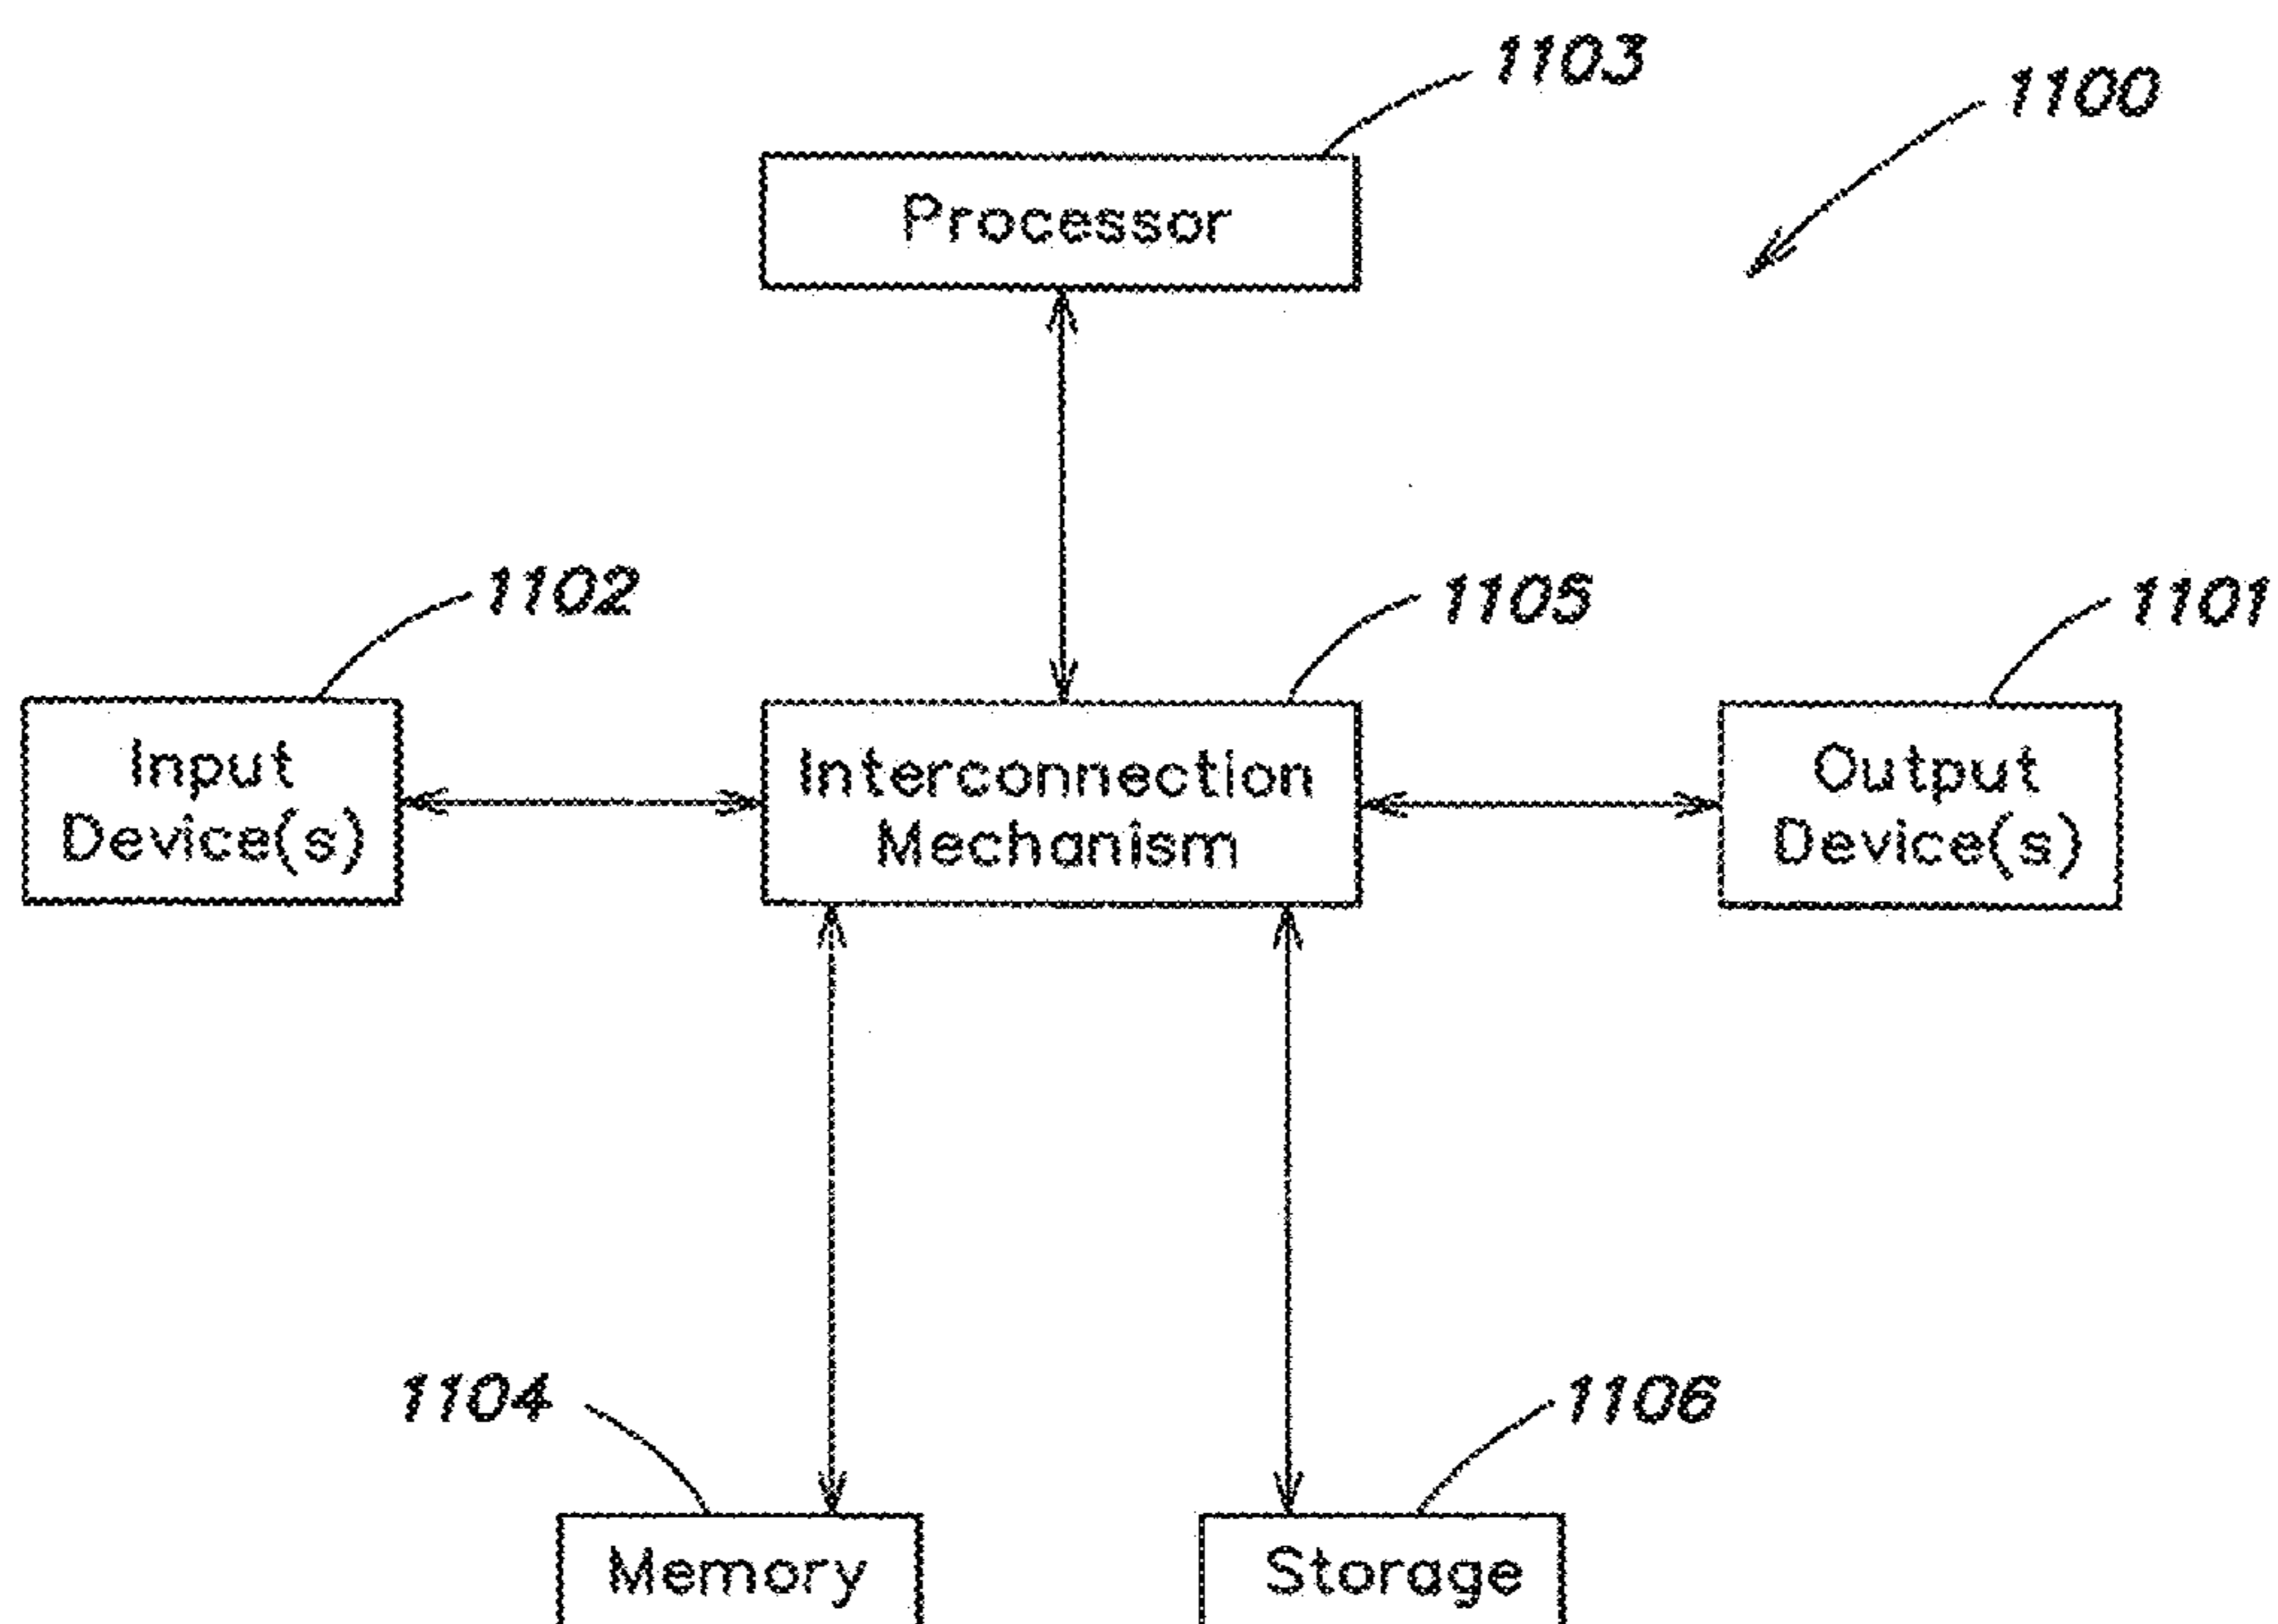 1103
1100
Processor
1102
1105
1101
Input
Device(s)
Interconnection
Mechanism
Output
Device(s)
1104
1106
Memory
Storage